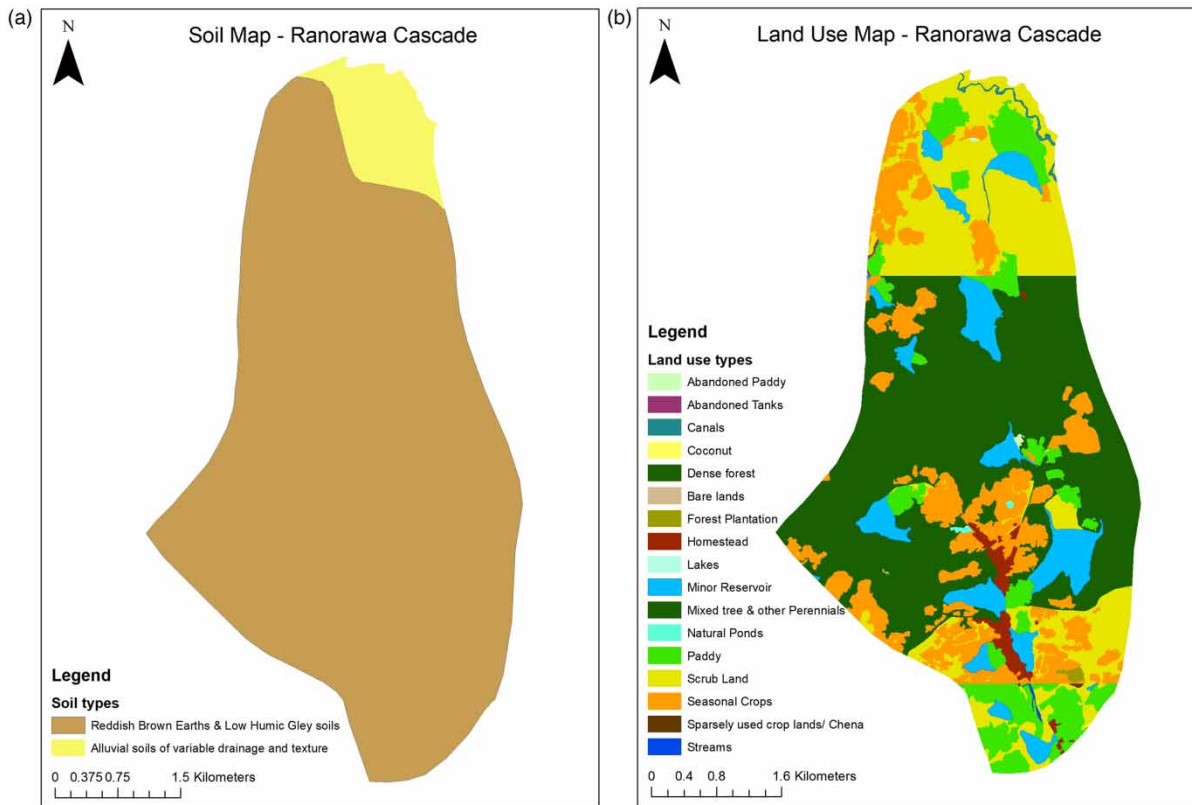 (a)
N
Soil Map - Ranorawa Cascade
Legend
Soil types
Reddish Brown Earths & Low Humic Gley soils
Alluvial soils of variable drainage and texture
0 0.375 0.75 1.5 Kilometers
(b)
N
Land Use Map - Ranorawa Cascade
Legend
Land use types
Abandoned Paddy
Abandoned Tanks
Canals
Coconut
Dense forest
Bare lands
Forest Plantation
Homestead
Lakes
Minor Reservoir
Mixed tree & other Perennials
Natural Ponds
Paddy
Scrub Land
Seasonal Crops
Sparsely used crop lands/ Chena
Streams
0 0.4 0.8 1.6 Kilometers